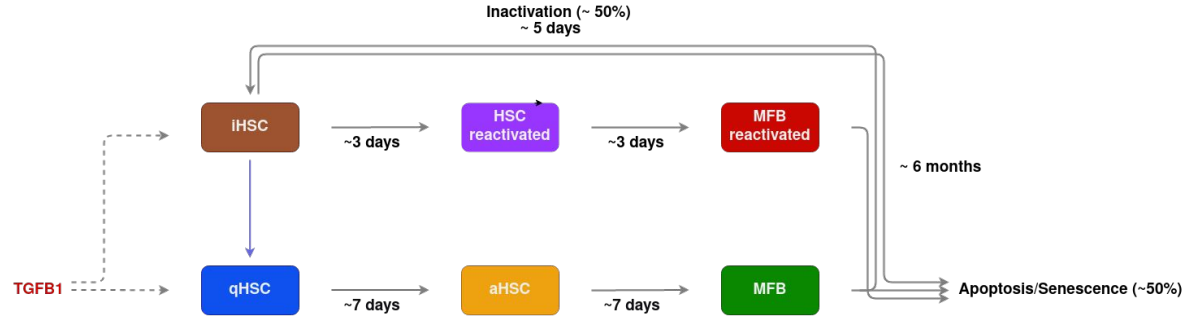 Inactivation (~ 50%)
~ 5 days
iHSC
~3 days
HSC
reactivated
~3 days
MFB
reactivated
~ 6 months
TGFB1
qHSC
~7 days
aHSC
~7 days
MFB
Apoptosis/Senescence (~50%)